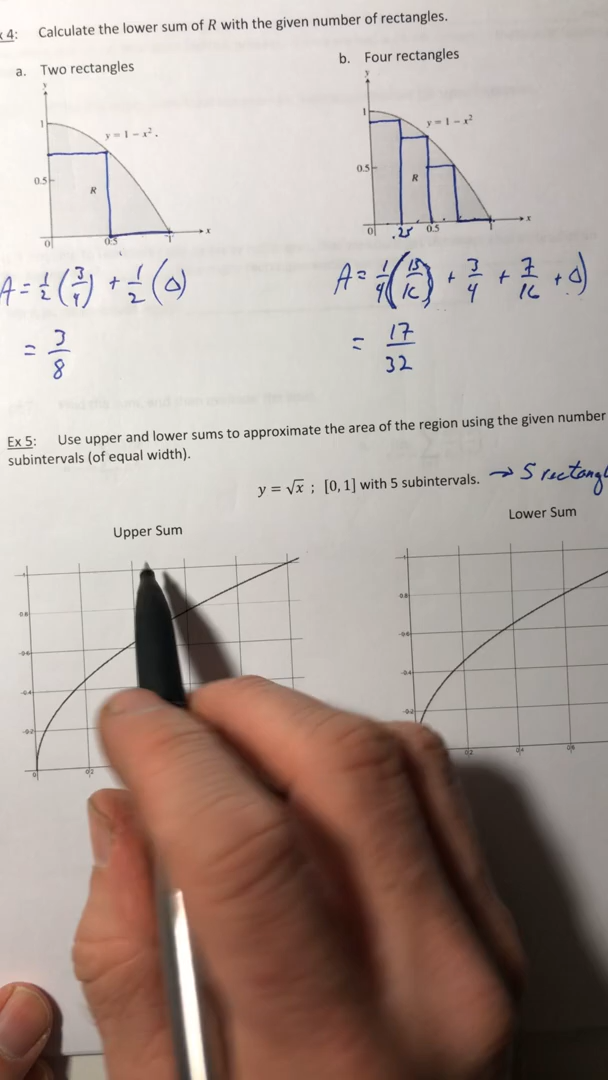 4: Calculate the lower sum of R with the given number of rectangles.
a. Two rectangles
b. Four rectangles
y
1
y = 1 − x².
0.5
R
0
0.5
1
x
y
1
y = 1 − x²
0.5
R
0
.25
0.5
1
x
A = 1/2 (3/4) + 1/2 (0)
= 3/8
A = 1/4 (15/16) + 3/4 + 7/16 + 0)
= 17/32
Ex 5: Use upper and lower sums to approximate the area of the region using the given number
subintervals (of equal width).
y = √x ; [0, 1] with 5 subintervals. → 5 rectangl
Upper Sum
Lower Sum
1
0.8
0.6
0.4
0.2
0
0.2
1
0.8
0.6
0.4
0.2
0.2
0.4
0.6